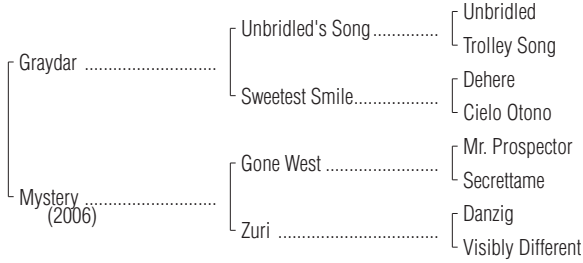 Unbridled
Unbridled's Song..............
Trolley Song
Graydar ............................
Dehere
Sweetest Smile..................
Cielo Otono
Mr. Prospector
Gone West ........................
Secrettame
Mystery ............................
(2006)
Danzig
Zuri ..................................
Visibly Different